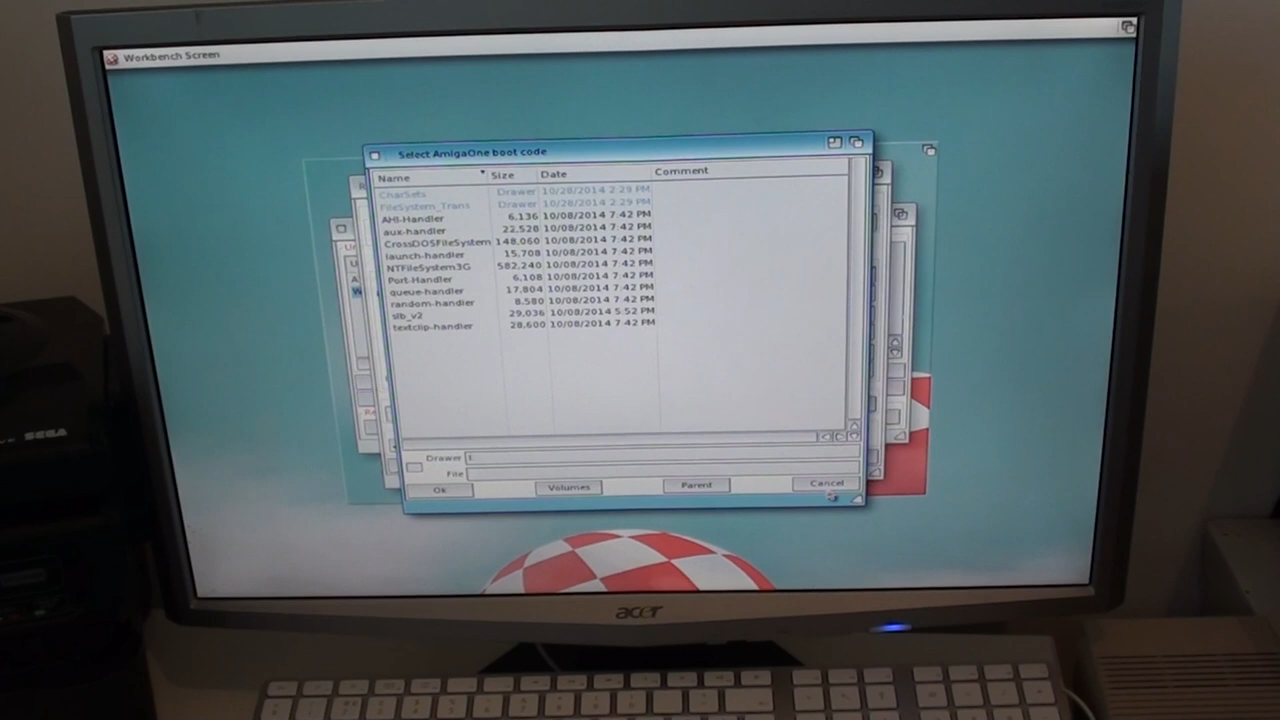 Workbench Screen
Select AmigaOne boot code
Name Size Date Comment
CharSets Drawer 10/28/2014 2:29 PM
FileSystem_Trans Drawer 10/28/2014 2:29 PM
AHI-Handler 6,136 10/08/2014 7:42 PM
aux-handler 22,528 10/08/2014 7:42 PM
CrossDOSFileSystem 148,060 10/08/2014 7:42 PM
launch-handler 15,708 10/08/2014 7:42 PM
NTFileSystem3G 582,240 10/08/2014 7:42 PM
Port-Handler 6,108 10/08/2014 7:42 PM
queue-handler 17,804 10/08/2014 7:42 PM
random-handler 8,580 10/08/2014 7:42 PM
slb_v2 29,036 10/08/2014 5:52 PM
textclip-handler 28,600 10/08/2014 7:42 PM
Drawer
File
Ok Volumes Parent Cancel
SEGA
acer